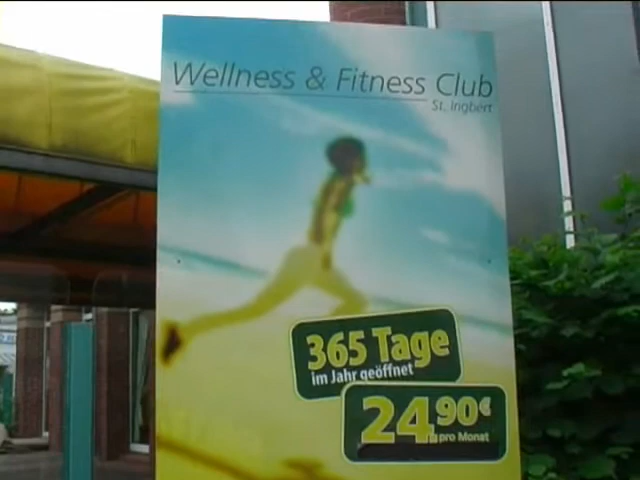 Wellness & Fitness Club
St. Ingbert
365 Tage
im Jahr geöffnet
24.90€
pro Monat